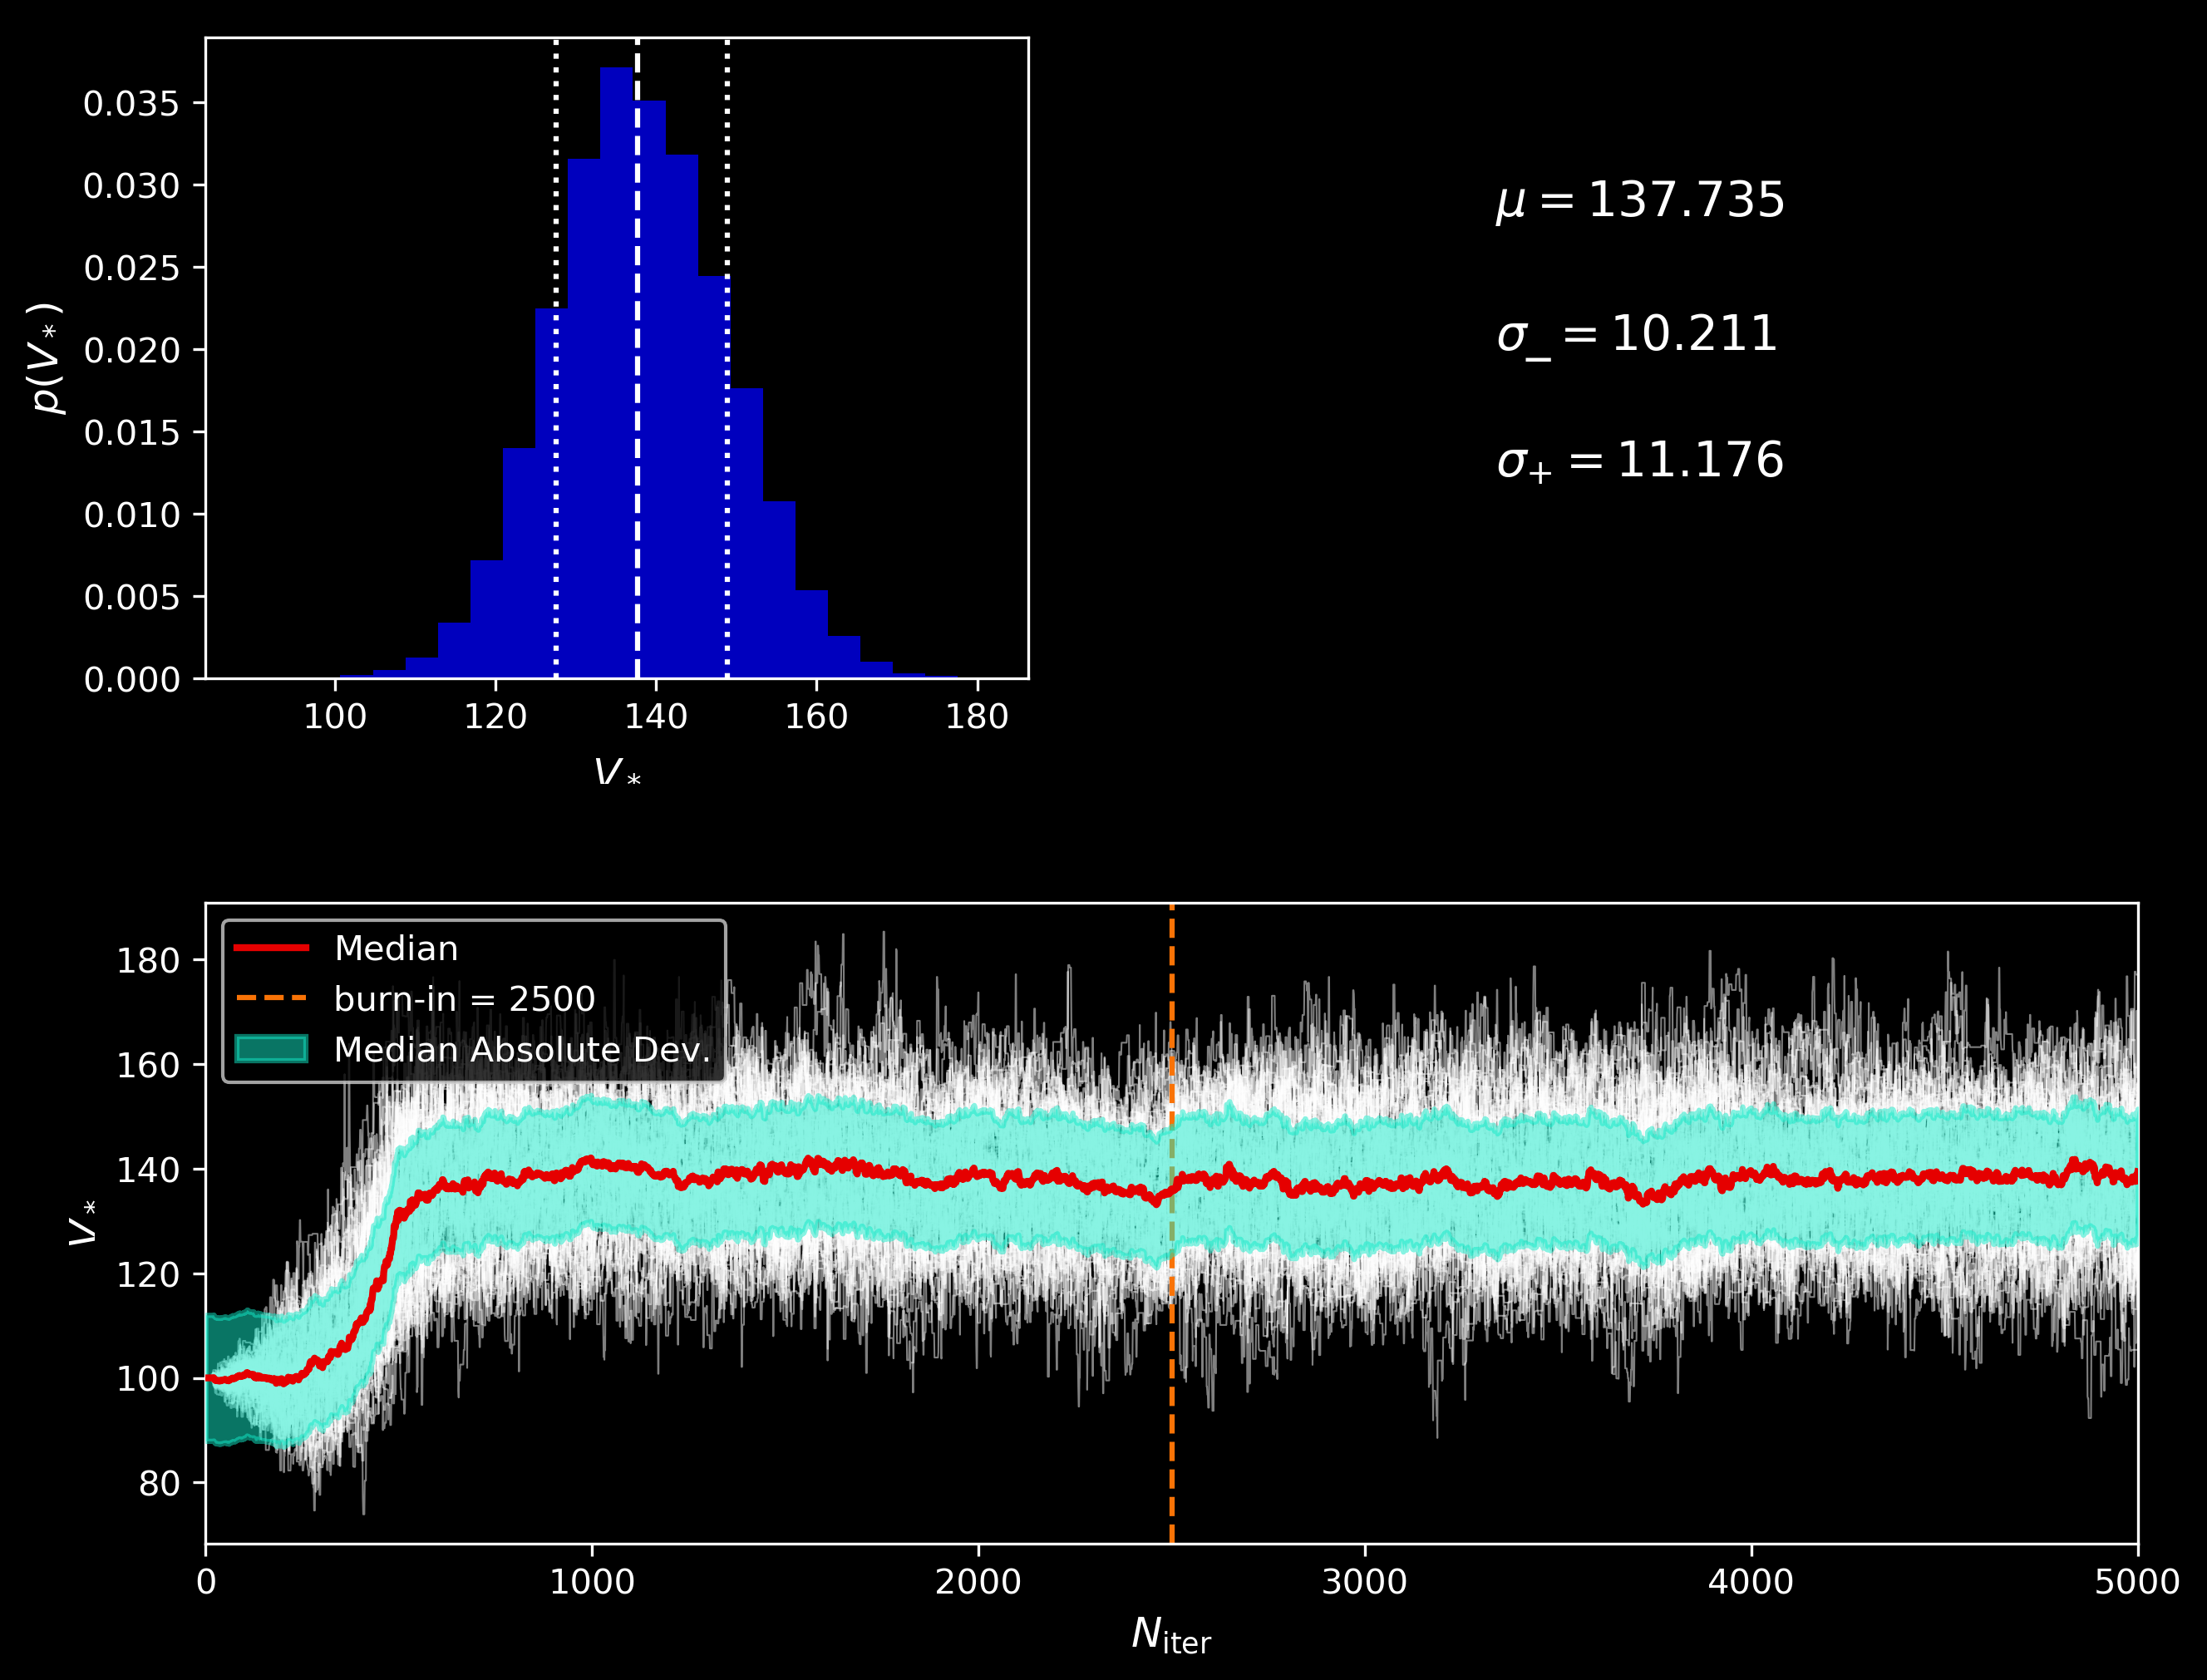 0.035
0.030
0.025
0.020
0.015
0.010
0.005
0.000
p(V*)
100 120 140 160 180
V*
μ = 137.735
σ_ = 10.211
σ+ = 11.176
Median
burn-in = 2500
Median Absolute Dev.
180
160
140
120
100
80
V*
0 1000 2000 3000 4000 5000
Niter